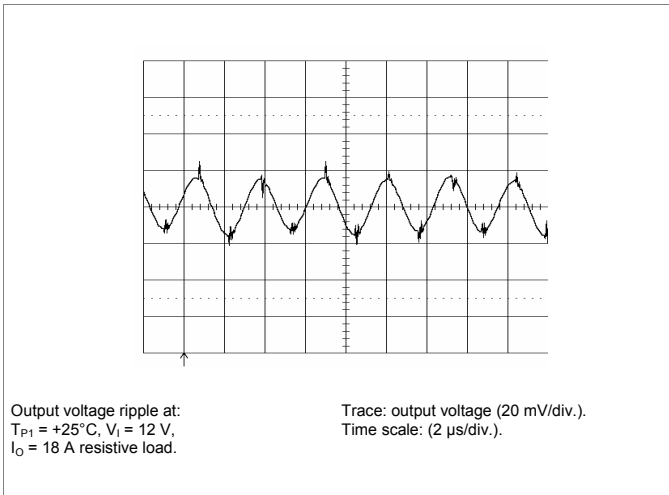 Output voltage ripple at:
TP1 = +25°C, VI = 12 V,
IO = 18 A resistive load.
Trace: output voltage (20 mV/div.).
Time scale: (2 µs/div.).